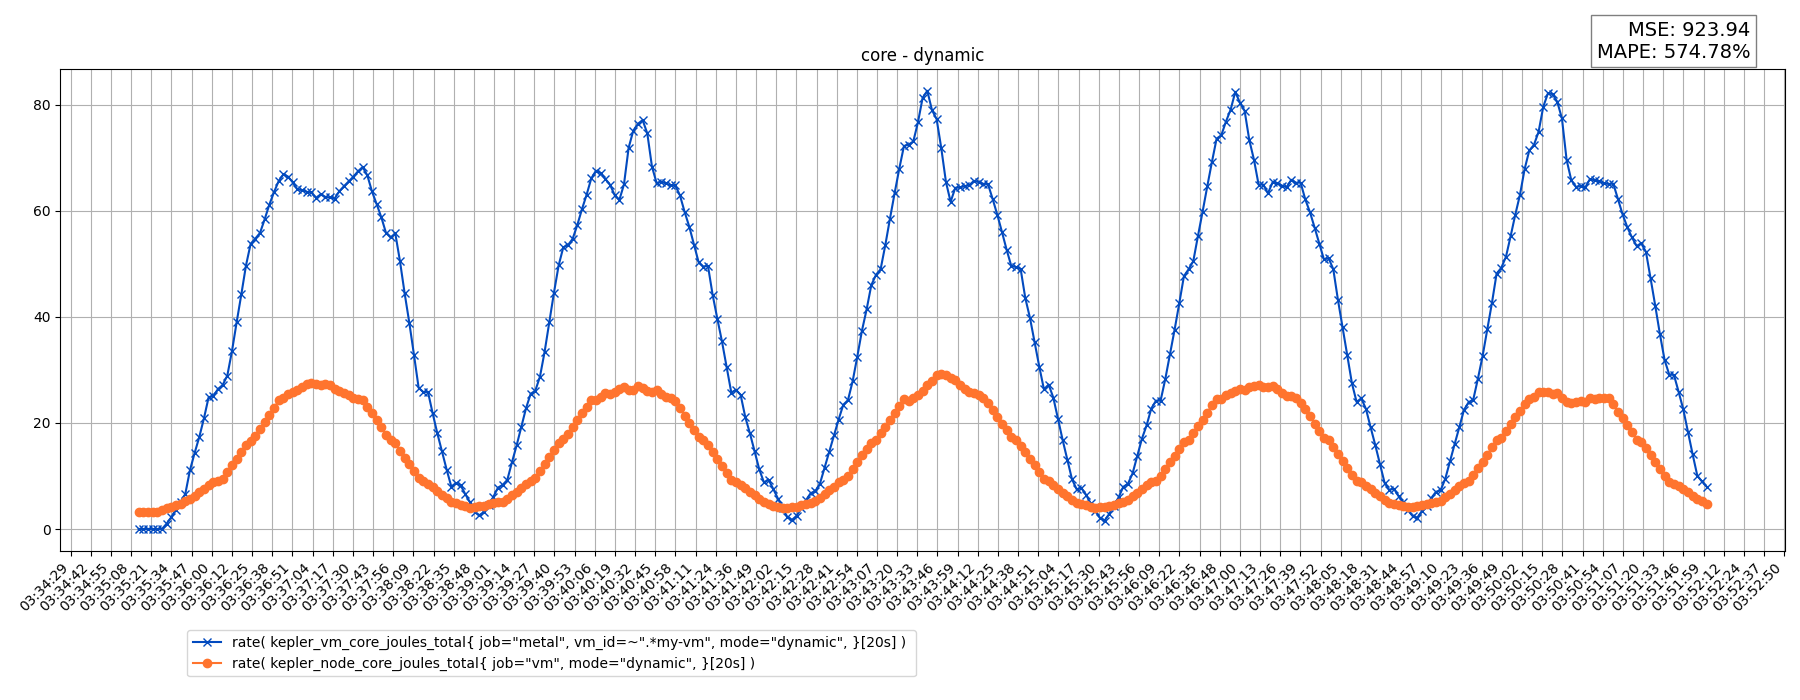 MSE: 923.94
MAPE: 574.78%
core - dynamic
80
60
40
20
0
03:34:29 03:34:42 03:34:55 03:35:08 03:35:21 03:35:34 03:35:47 03:36:00 03:36:12 03:36:25 03:36:38 03:36:51 03:37:04 03:37:17 03:37:30 03:37:43 03:37:56 03:38:09 03:38:22 03:38:35 03:38:48 03:39:01 03:39:14 03:39:27 03:39:40 03:39:53 03:40:06 03:40:19 03:40:32 03:40:45 03:40:58 03:41:11 03:41:24 03:41:36 03:41:49 03:42:02 03:42:15 03:42:28 03:42:41 03:42:54 03:43:07 03:43:20 03:43:33 03:43:46 03:43:59 03:44:12 03:44:25 03:44:38 03:44:51 03:45:04 03:45:17 03:45:30 03:45:43 03:45:56 03:46:09 03:46:22 03:46:35 03:46:48 03:47:00 03:47:13 03:47:26 03:47:39 03:47:52 03:48:05 03:48:18 03:48:31 03:48:44 03:48:57 03:49:10 03:49:23 03:49:36 03:49:49 03:50:02 03:50:15 03:50:28 03:50:41 03:50:54 03:51:07 03:51:20 03:51:33 03:51:46 03:51:59 03:52:12 03:52:24 03:52:37 03:52:50
rate( kepler_vm_core_joules_total{ job="metal", vm_id=~".*my-vm", mode="dynamic", }[20s] )
rate( kepler_node_core_joules_total{ job="vm", mode="dynamic", }[20s] )